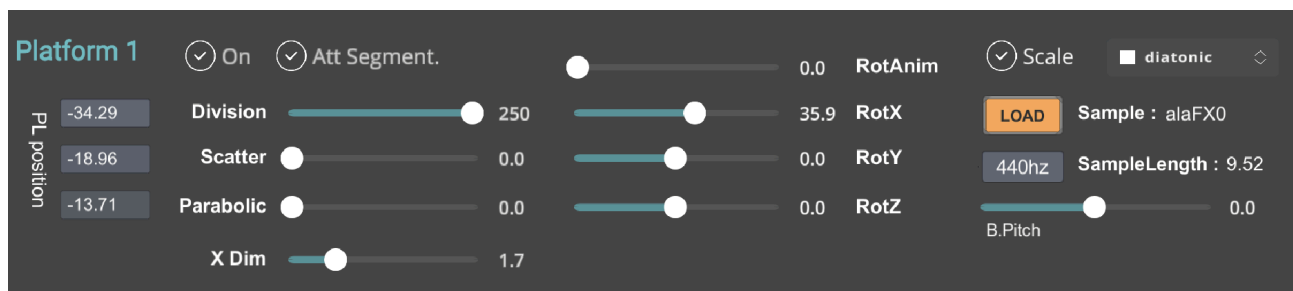 Platform 1
On
Att Segment.
0.0 RotAnim
Scale
diatonic
PL position
-34.29
Division 250
35.9 RotX
LOAD
Sample : alaFX0
-18.96
Scatter 0.0
0.0 RotY
440hz
SampleLength : 9.52
-13.71
Parabolic 0.0
0.0 RotZ
0.0
B.Pitch
X Dim 1.7